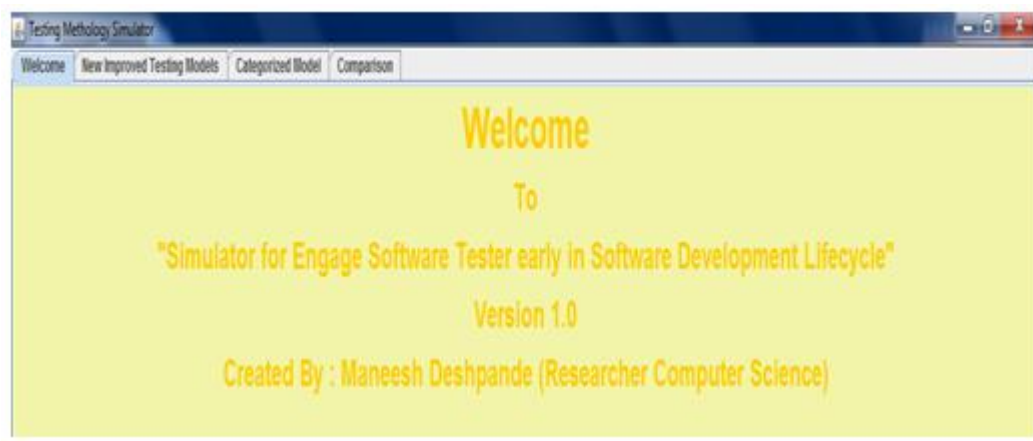 Testing Methology Simulator
Welcome New Improved Testing Models Categorized Model Comparison
Welcome
To
"Simulator for Engage Software Tester early in Software Development Lifecycle"
Version 1.0
Created By : Maneesh Deshpande (Researcher Computer Science)